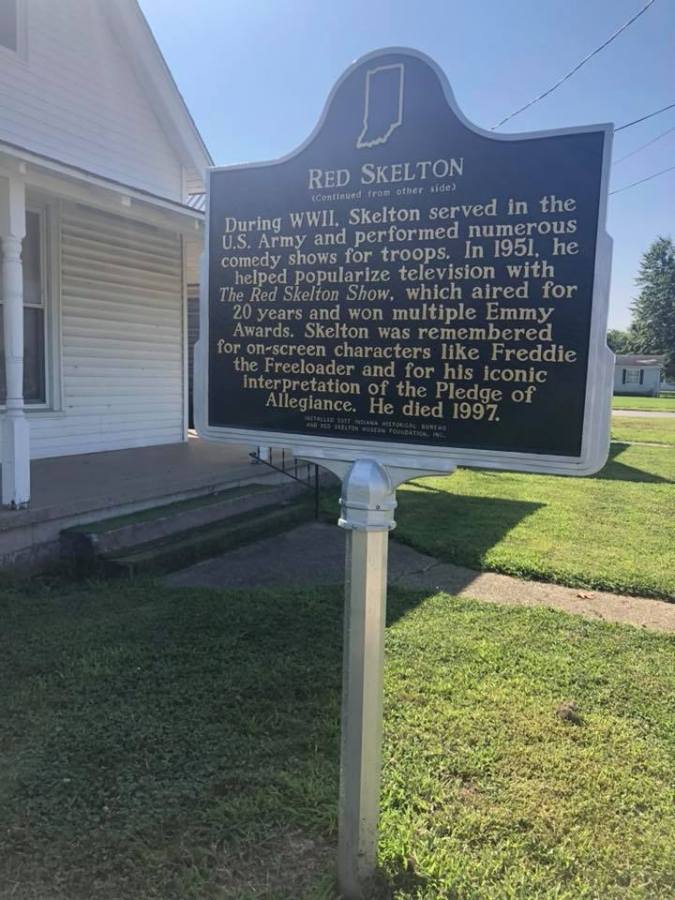 RED SKELTON
(Continued from other side)
During WWII, Skelton served in the
U.S. Army and performed numerous
comedy shows for troops. In 1951, he
helped popularize television with
The Red Skelton Show, which aired for
20 years and won multiple Emmy
Awards. Skelton was remembered
for on-screen characters like Freddie
the Freeloader and for his iconic
interpretation of the Pledge of
Allegiance. He died 1997.
INSTALLED 2017 INDIANA HISTORICAL BUREAU
AND RED SKELTON MUSEUM FOUNDATION, INC.